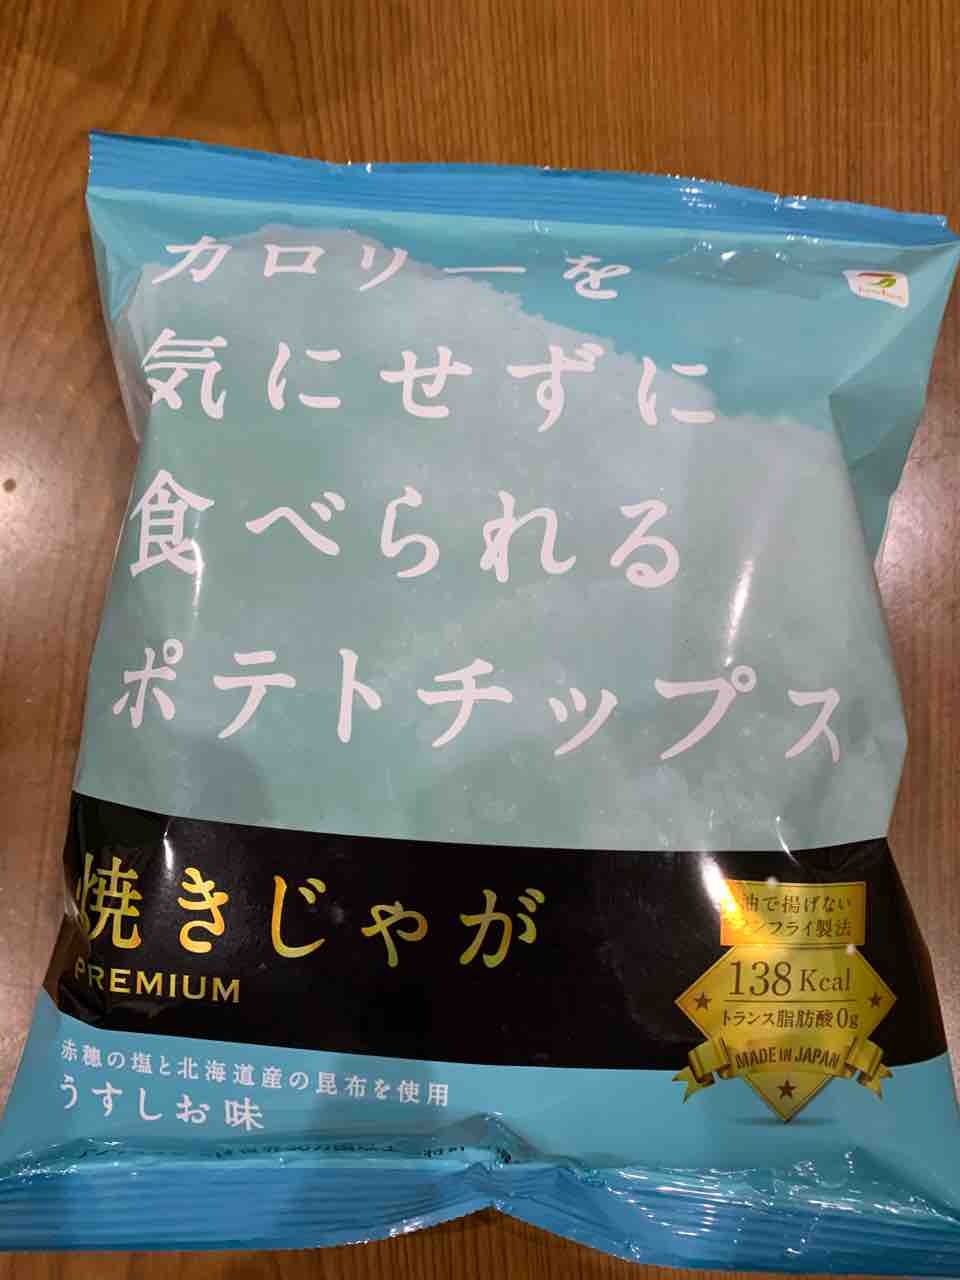 カロリーを
気にせずに
食べられる
ポテトチップス
焼きじゃが
PREMIUM
油で揚げない
ノンフライ製法
138 Kcal
トランス脂肪酸0g
MADE IN JAPAN
赤穂の塩と北海道産の昆布を使用
うすしお味